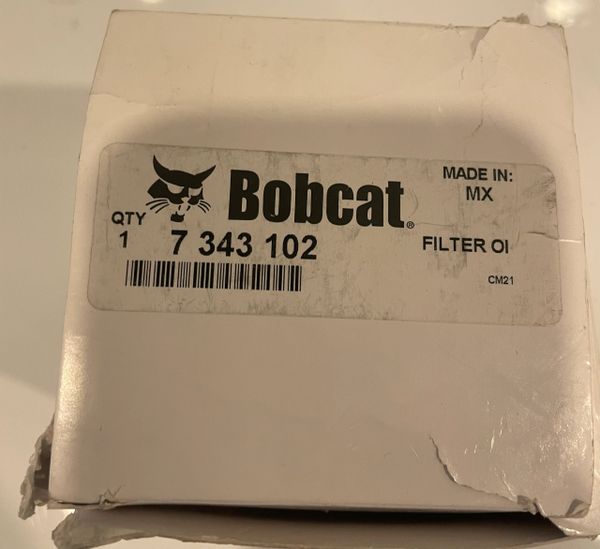 Bobcat®
MADE IN:
MX
QTY
1
7 343 102
FILTER OI
CM21